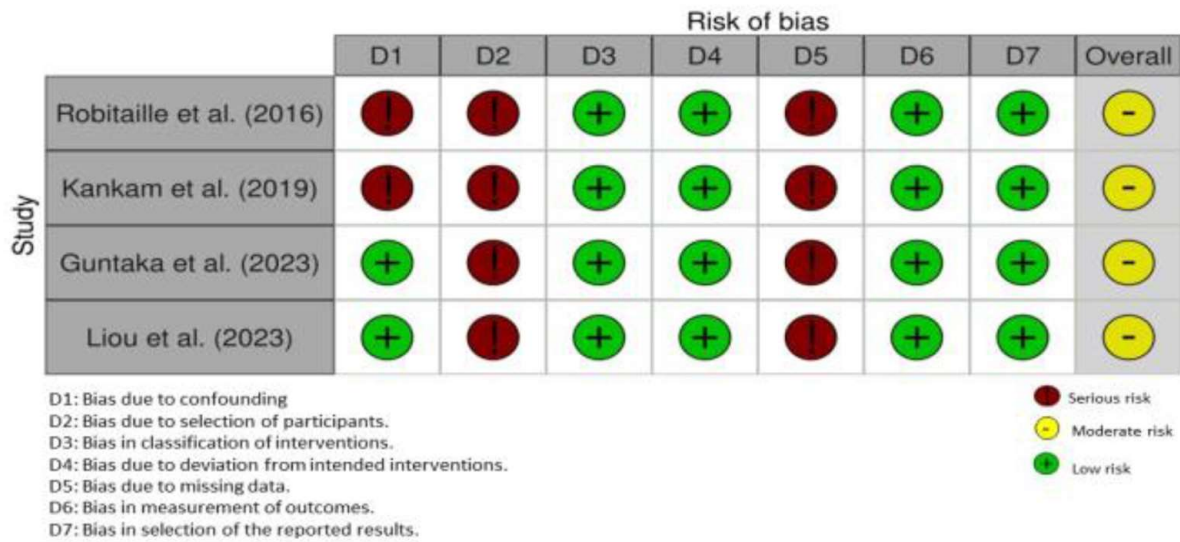 Risk of bias
D1 D2 D3 D4 D5 D6 D7 Overall
Study
Robitaille et al. (2016) ! ! + + ! + + -
Kankam et al. (2019) ! ! + + ! + + -
Guntaka et al. (2023) + ! + + ! + + -
Liou et al. (2023) + ! + + ! + + -
D1: Bias due to confounding
D2: Bias due to selection of participants.
D3: Bias in classification of interventions.
D4: Bias due to deviation from intended interventions.
D5: Bias due to missing data.
D6: Bias in measurement of outcomes.
D7: Bias in selection of the reported results.
! Serious risk
- Moderate risk
+ Low risk